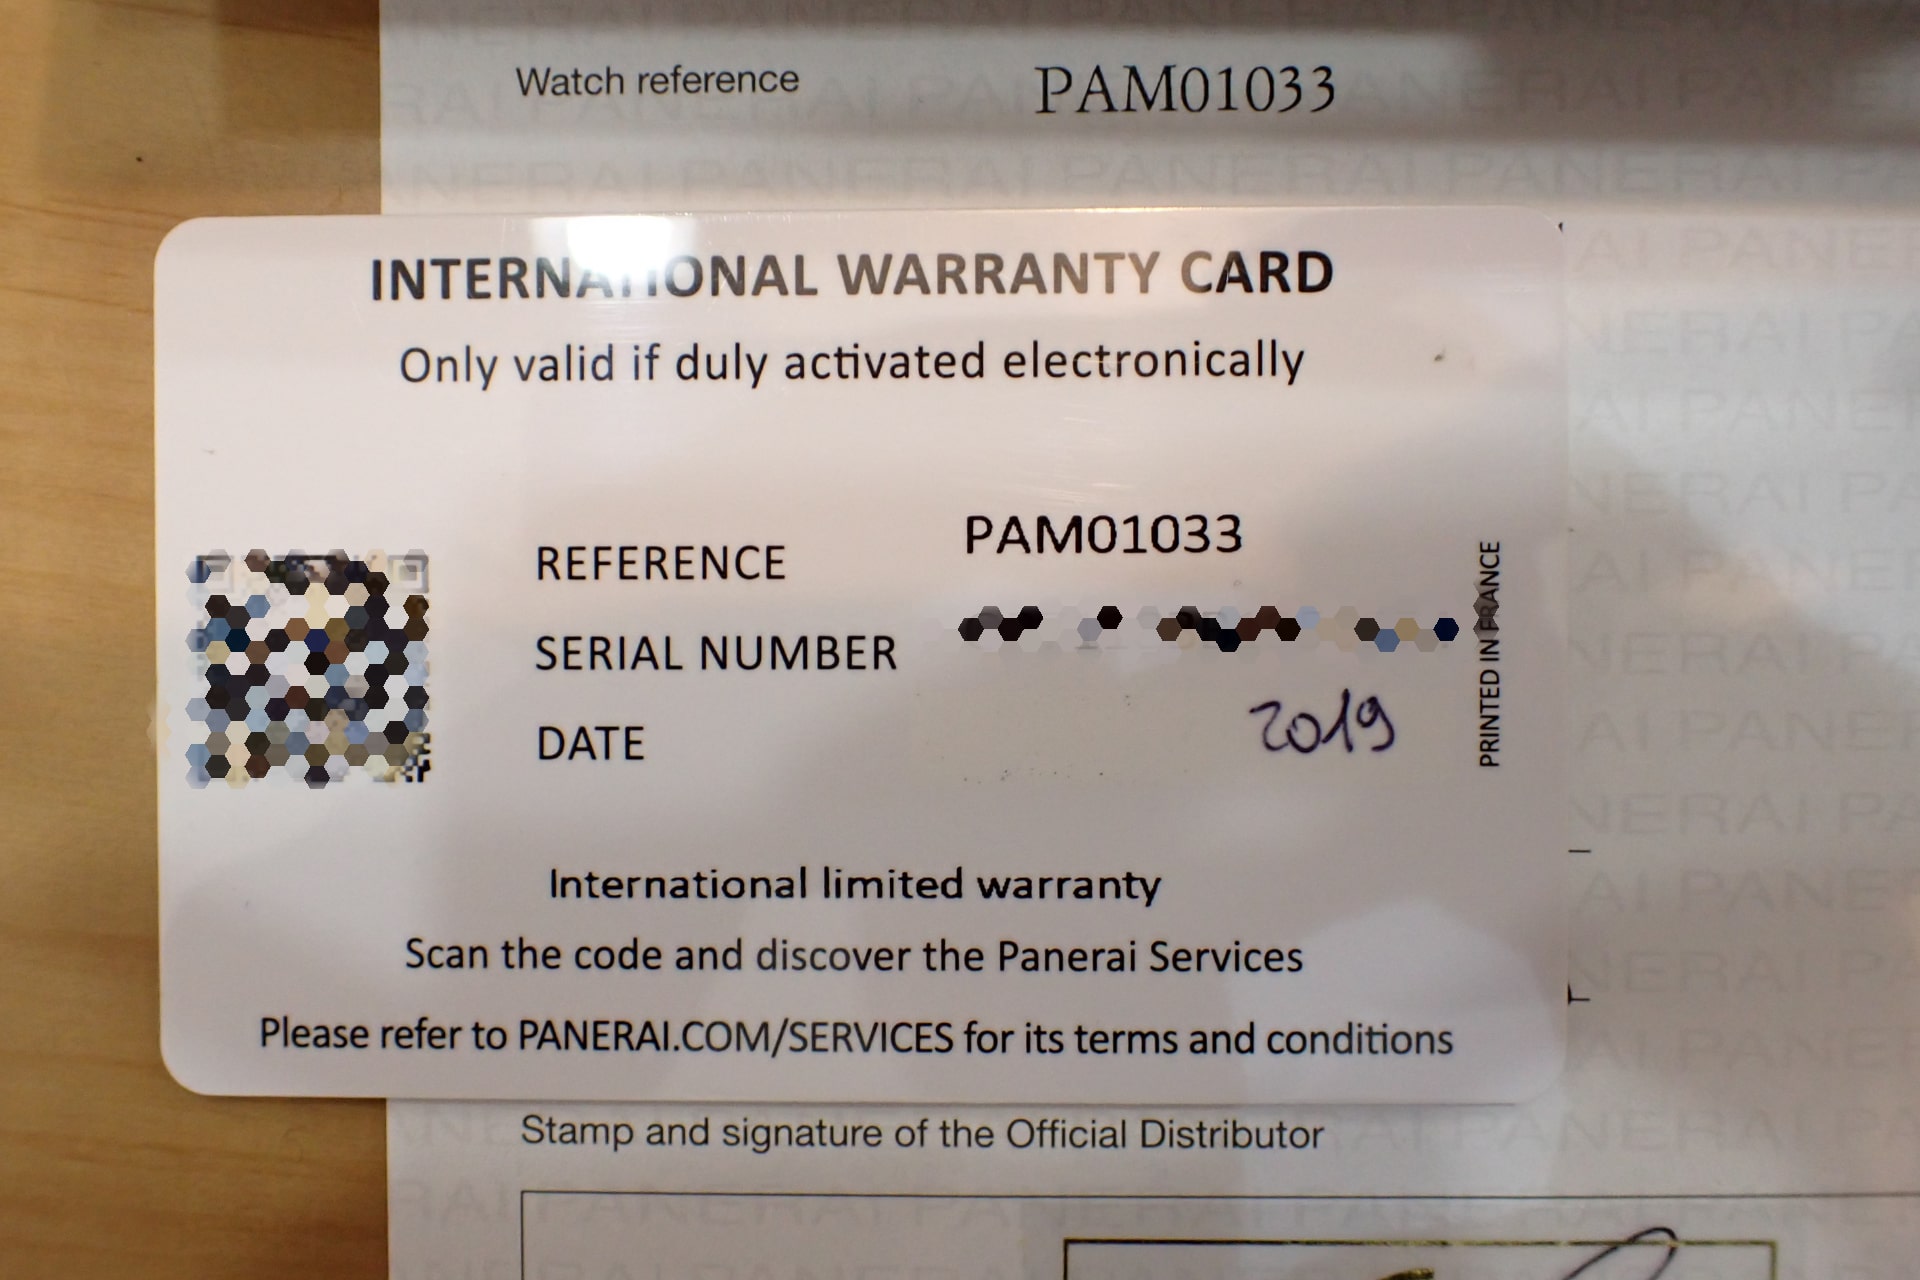 Watch reference PAM01033
INTERNATIONAL WARRANTY CARD
Only valid if duly activated electronically
REFERENCE PAM01033
SERIAL NUMBER
DATE 2019
PRINTED IN FRANCE
International limited warranty
Scan the code and discover the Panerai Services
Please refer to PANERAI.COM/SERVICES for its terms and conditions
Stamp and signature of the Official Distributor